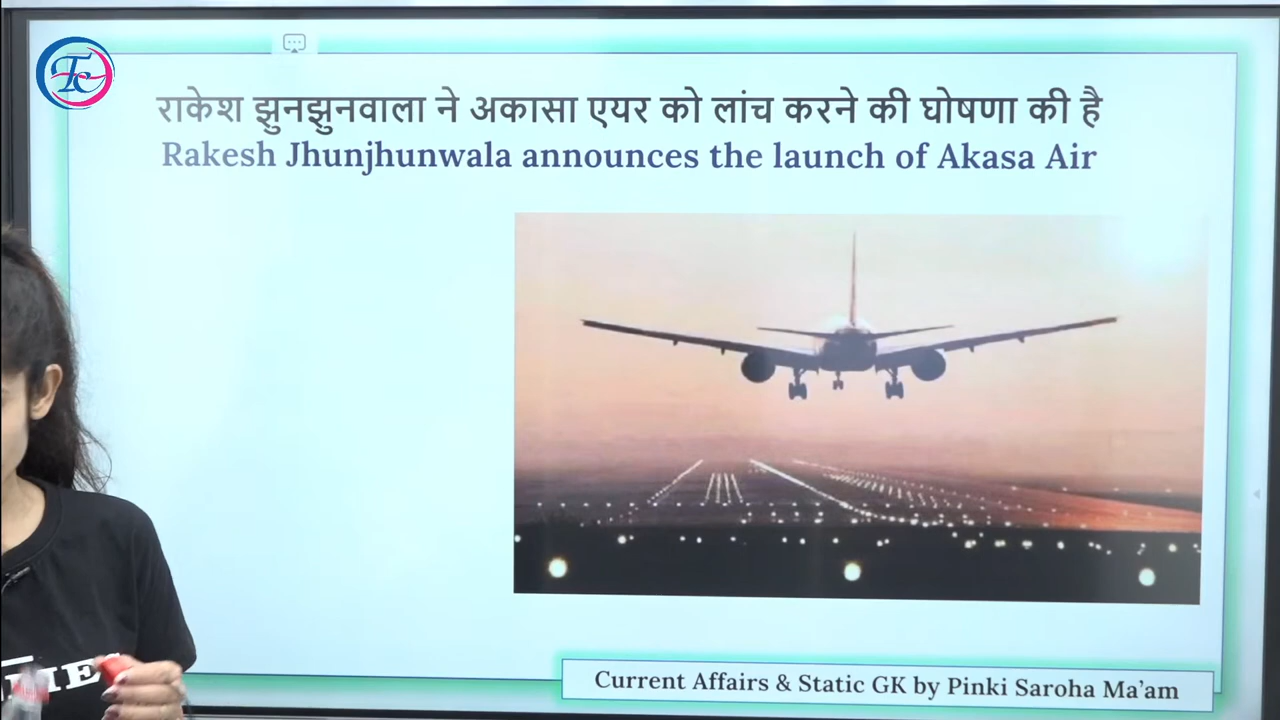 Tc
राकेश झुनझुनवाला ने अकासा एयर को लांच करने की घोषणा की है
Rakesh Jhunjhunwala announces the launch of Akasa Air
Current Affairs & Static GK by Pinki Saroha Ma’am